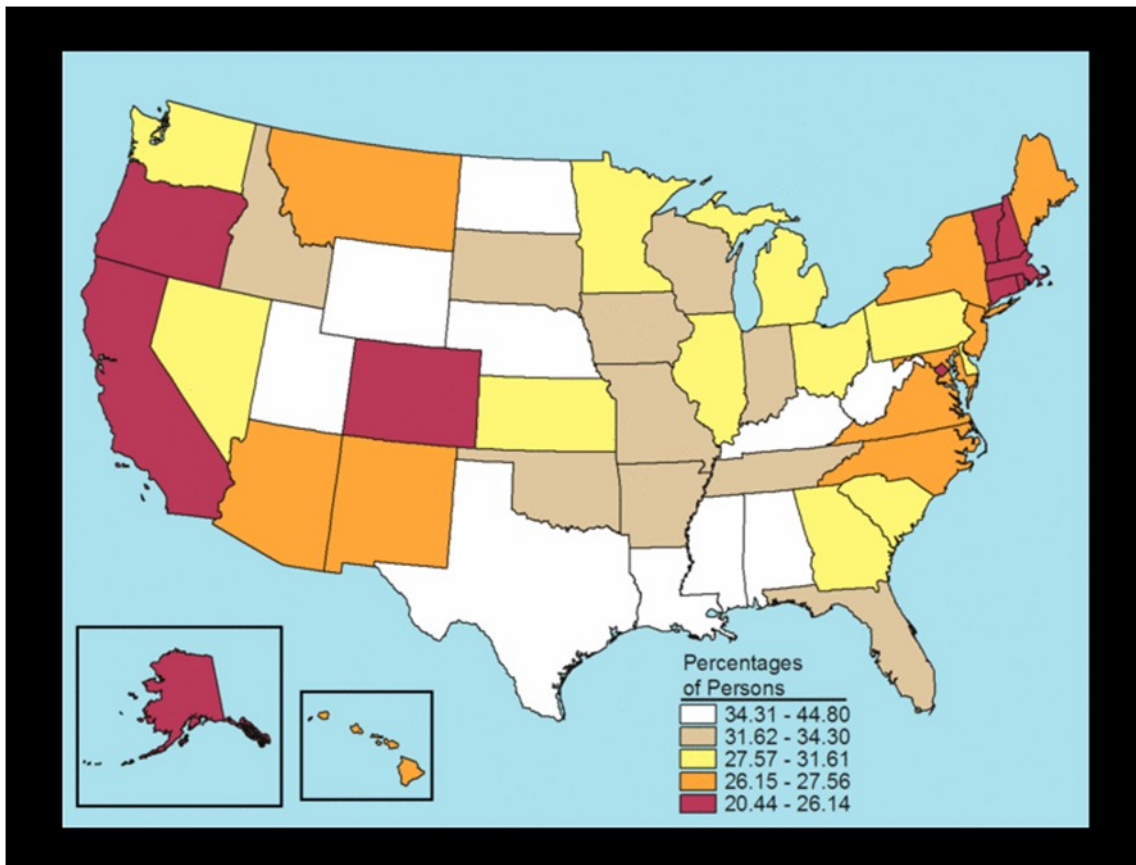 Percentages
of Persons
34.31 - 44.80
31.62 - 34.30
27.57 - 31.61
26.15 - 27.56
20.44 - 26.14